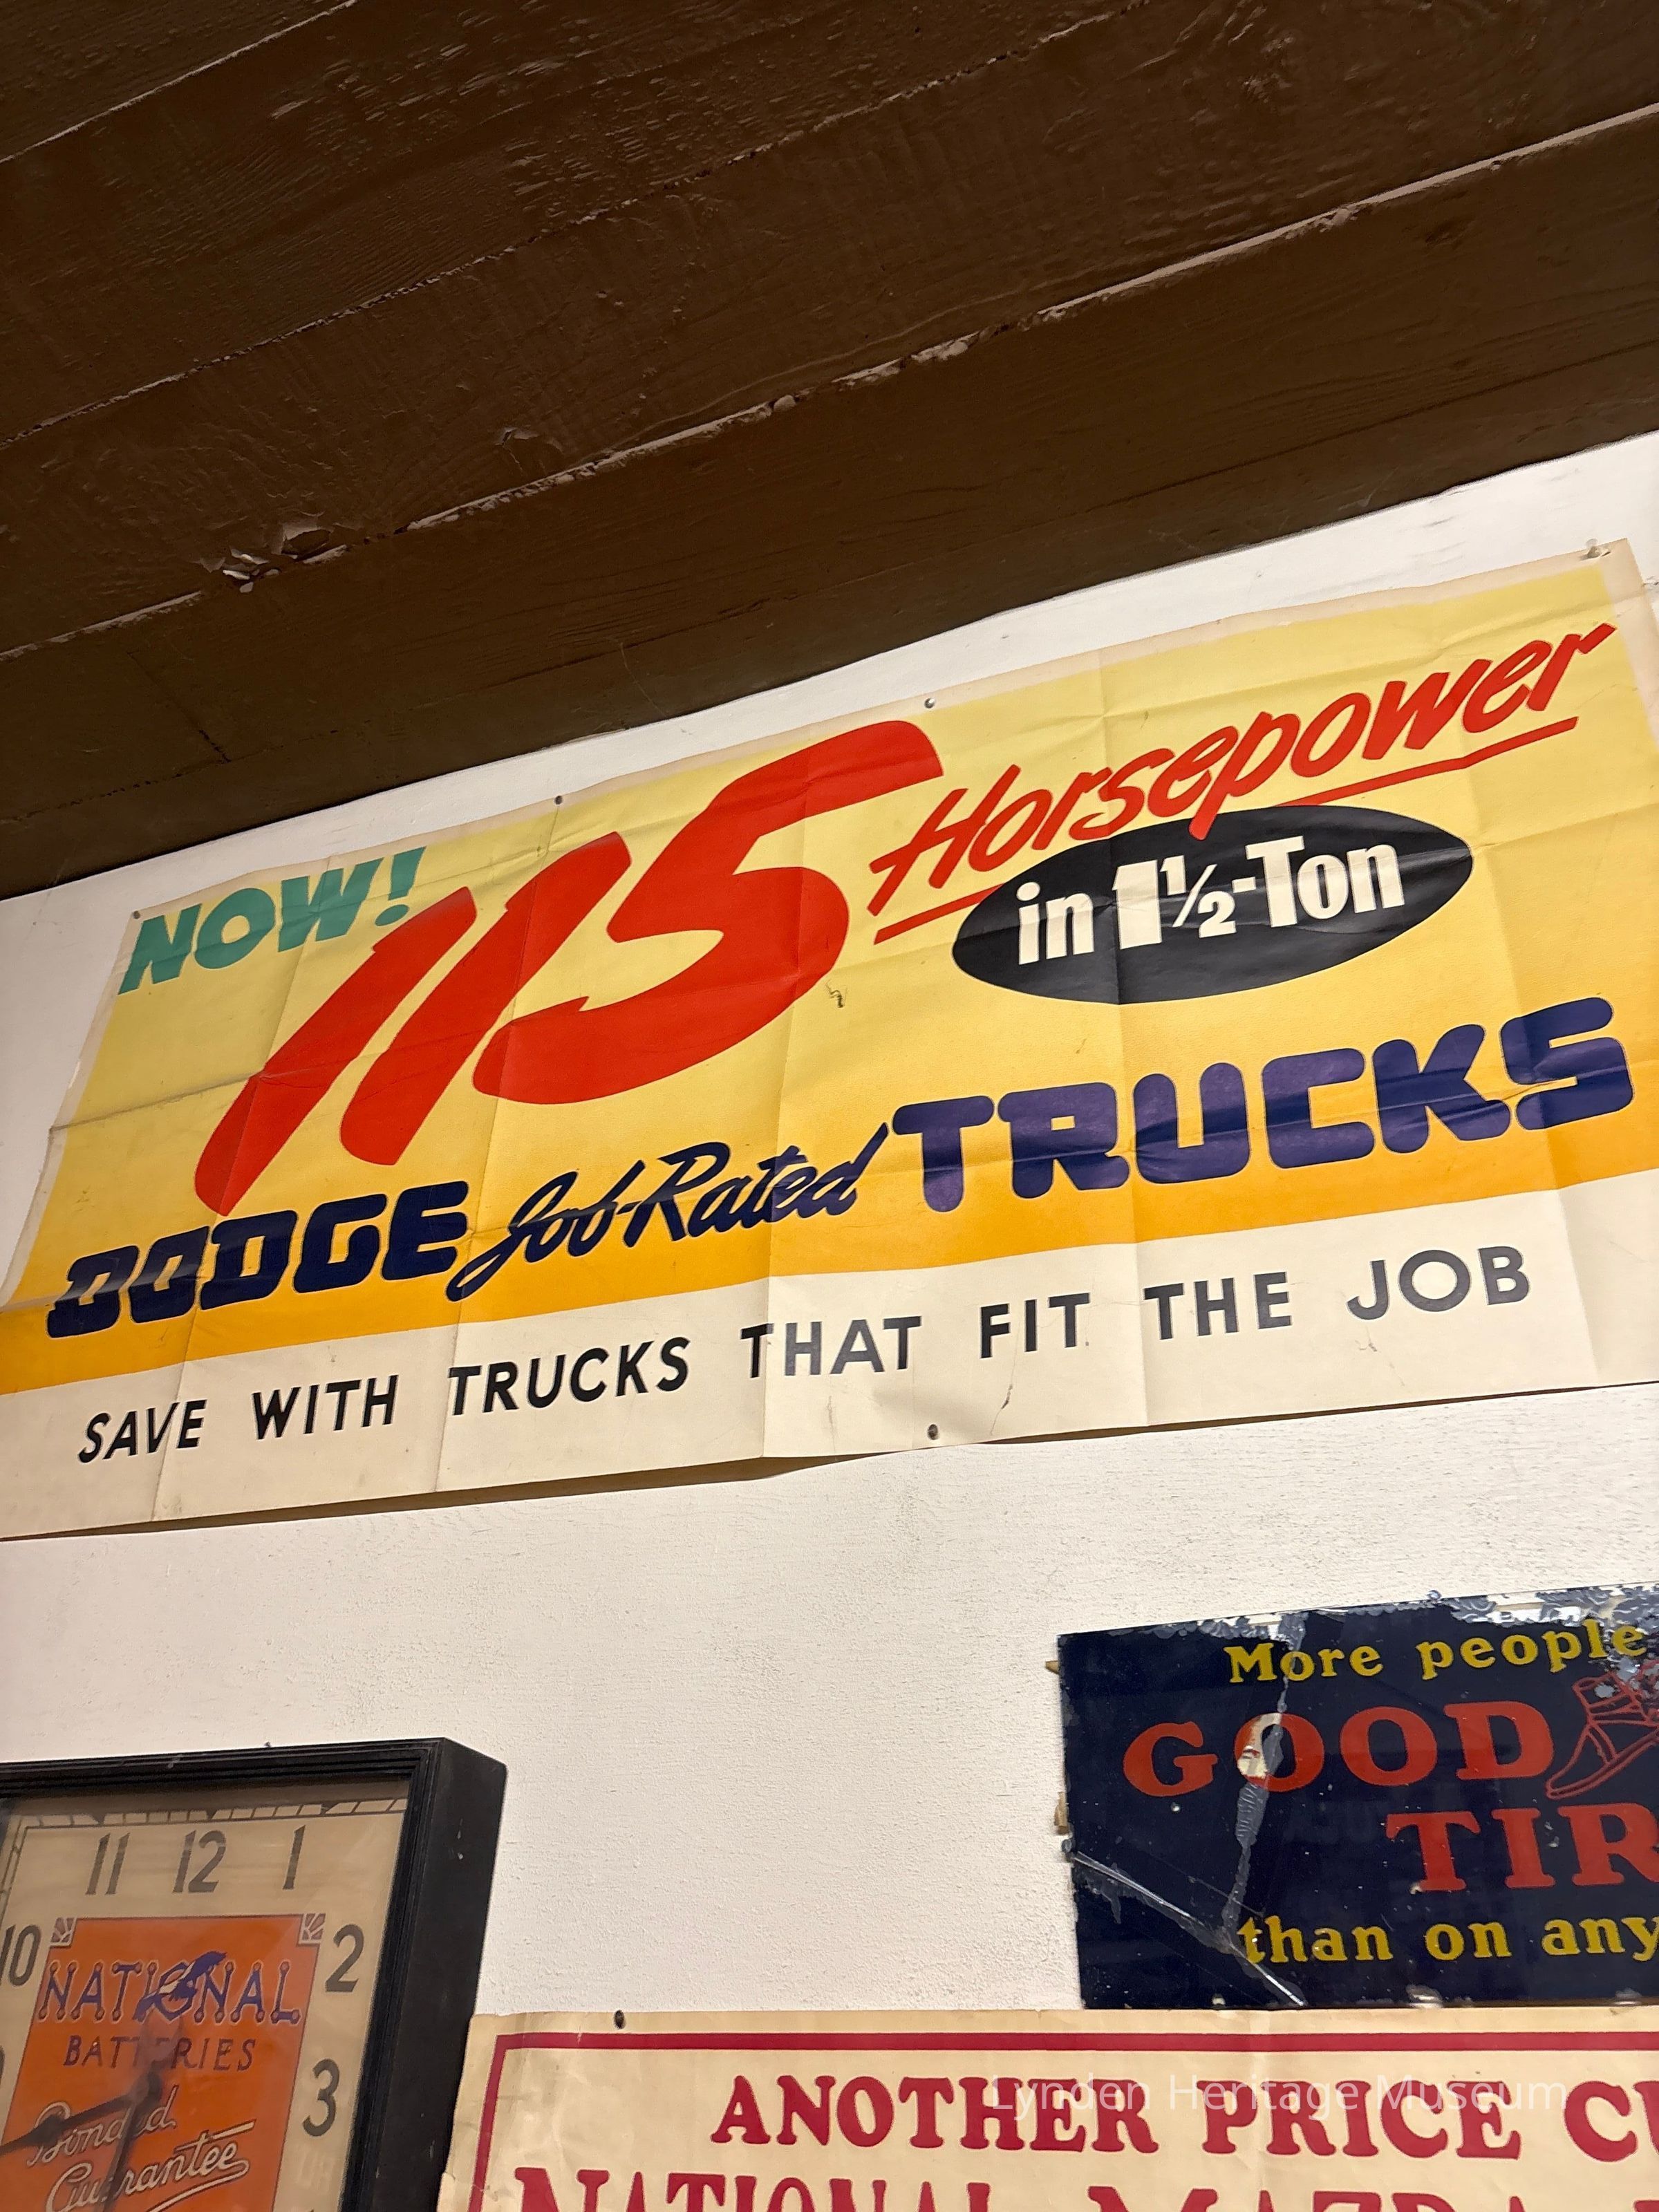 NOW!
115 Horsepower
in 1½-Ton
DODGE Job-Rated TRUCKS
SAVE WITH TRUCKS THAT FIT THE JOB
More people
GOOD
TIR
than on any
11 12 1
10 2
3
NATIONAL
BATTERIES
Bonded
Guarantee
ANOTHER PRICE CU
NATIONAL MAZDA
Lynden Heritage Museum